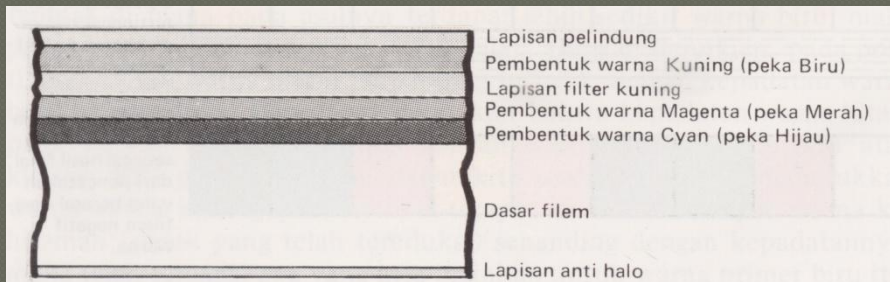 Lapisan pelindung
Pembentuk warna Kuning (peka Biru)
Lapisan filter kuning
Pembentuk warna Magenta (peka Merah)
Pembentuk warna Cyan (peka Hijau)
Dasar filem
Lapisan anti halo